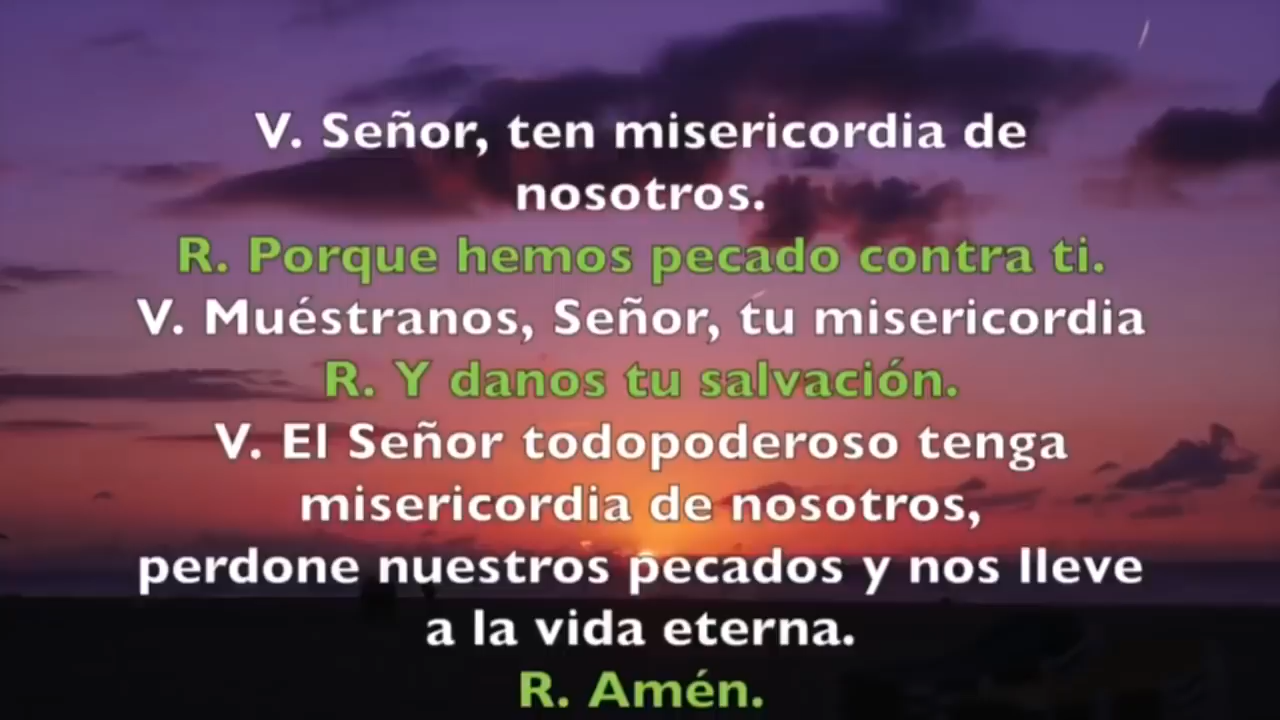 V. Señor, ten misericordia de
nosotros.
R. Porque hemos pecado contra ti.
V. Muéstranos, Señor, tu misericordia
R. Y danos tu salvación.
V. El Señor todopoderoso tenga
misericordia de nosotros,
perdone nuestros pecados y nos lleve
a la vida eterna.
R. Amén.